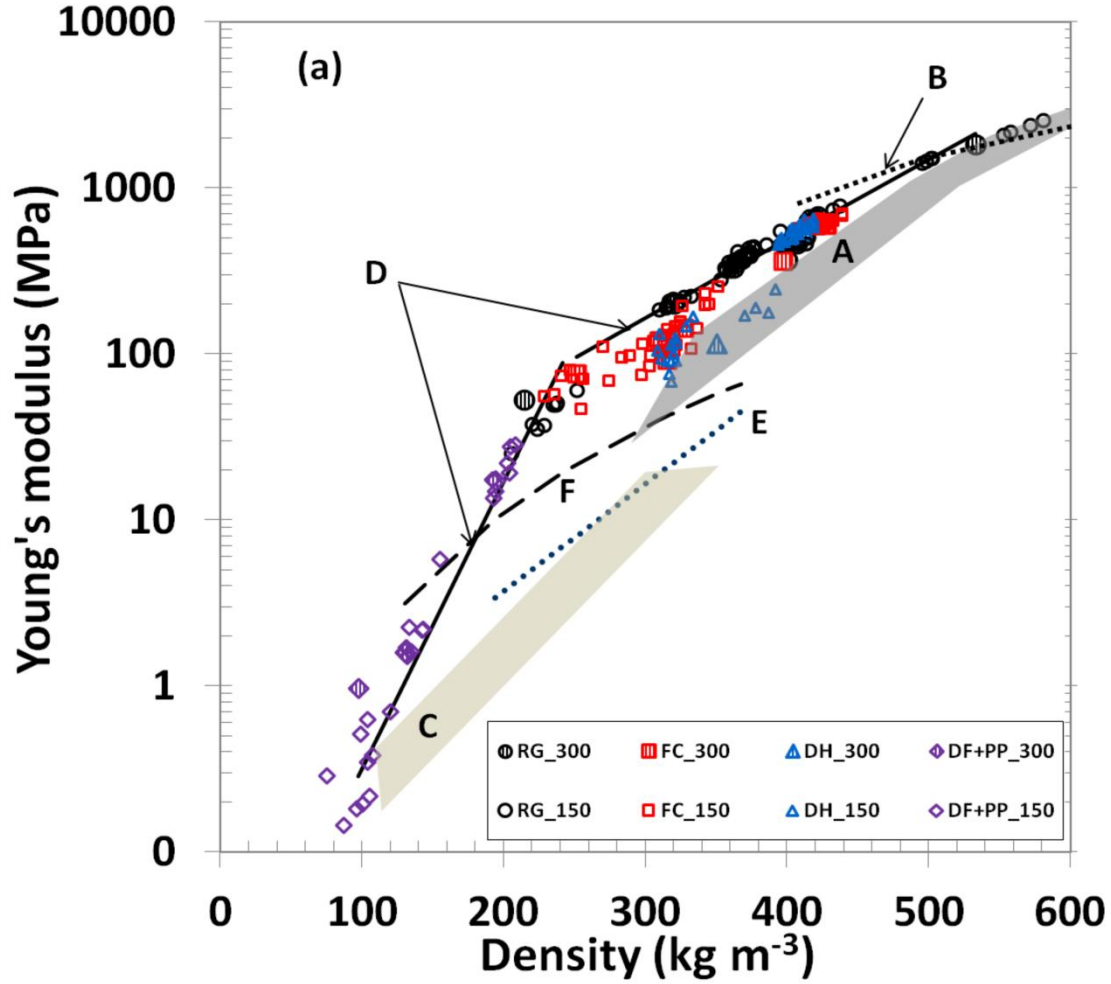 (a)
Young's modulus (MPa)
10000
1000
100
10
1
0
B
D
A
E
F
C
RG_300 FC_300 DH_300 DF+PP_300
RG_150 FC_150 DH_150 DF+PP_150
0 100 200 300 400 500 600
Density (kg m⁻³)